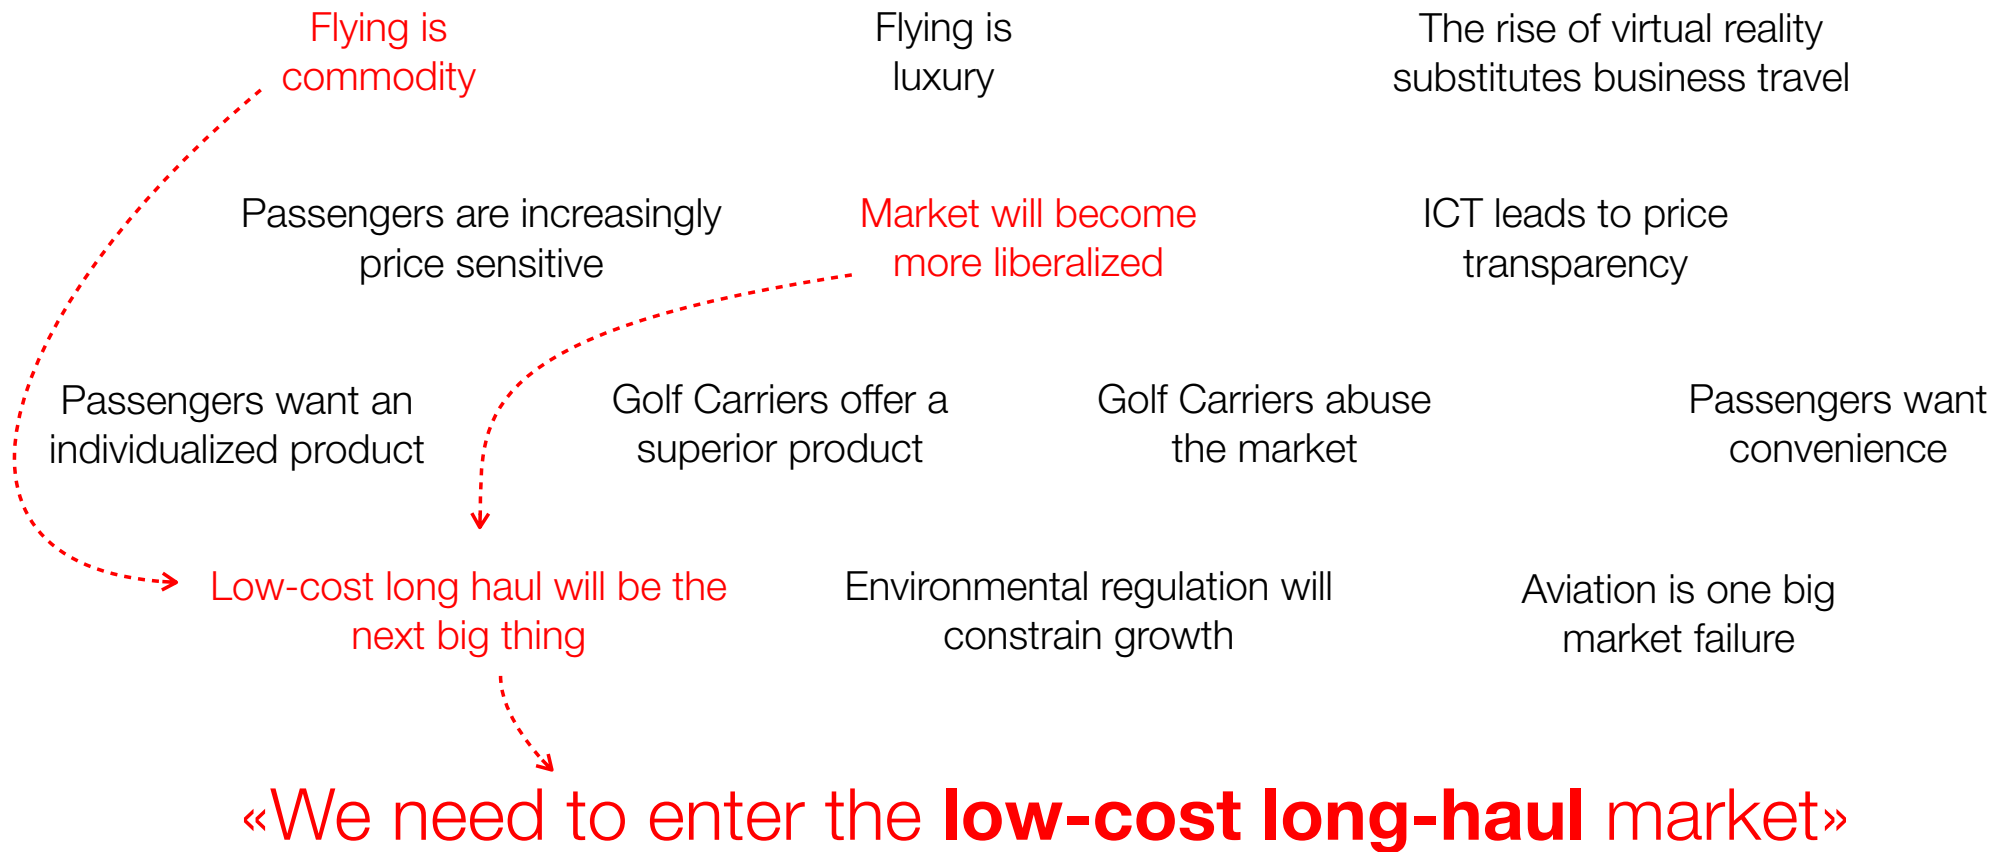 Flying is
commodity
Flying is
luxury
The rise of virtual reality
substitutes business travel
Passengers are increasingly
price sensitive
Market will become
more liberalized
ICT leads to price
transparency
Passengers want an
individualized product
Golf Carriers offer a
superior product
Golf Carriers abuse
the market
Passengers want
convenience
Low-cost long haul will be the
next big thing
Environmental regulation will
constrain growth
Aviation is one big
market failure
«We need to enter the low-cost long-haul market»